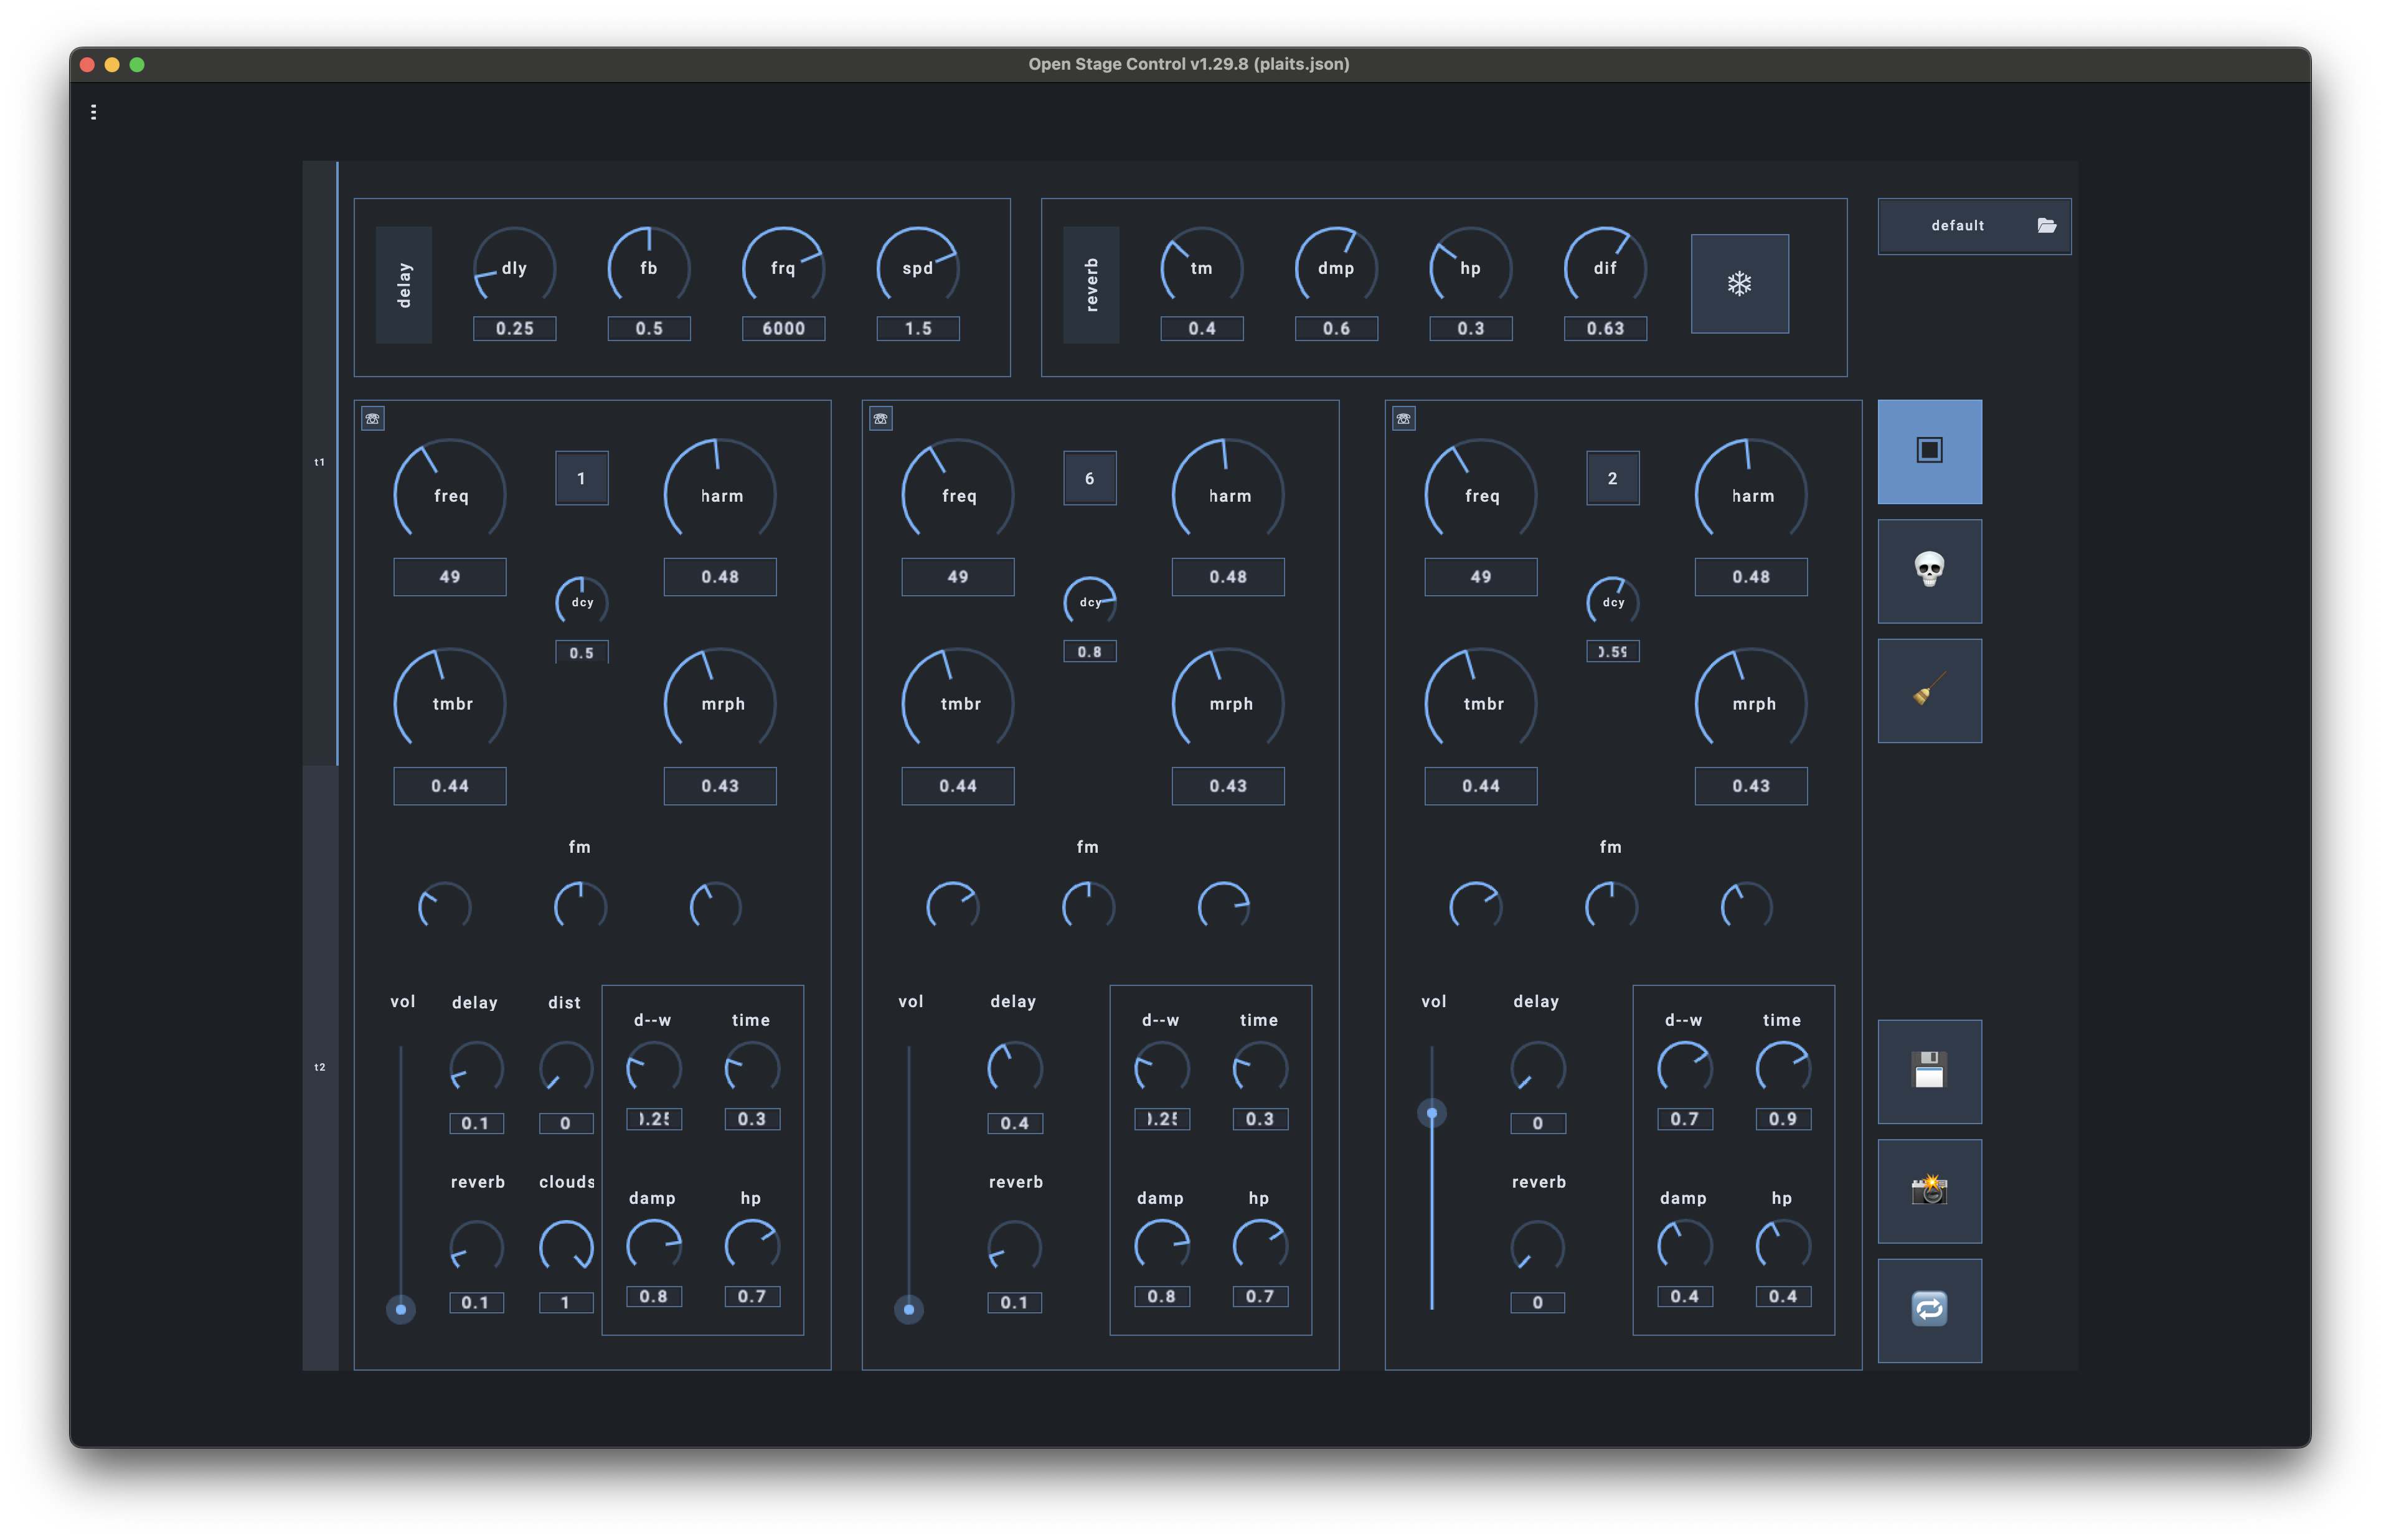 Open Stage Control v1.29.8 (plaits.json)
delay
dly
fb
frq
spd
0.25
0.5
6000
1.5
reverb
tm
dmp
hp
dif
0.4
0.6
0.3
0.63
default
t1
t2
freq
1
harm
49
0.48
dcy
0.5
tmbr
mrph
0.44
0.43
fm
vol
delay
dist
0.1
0
reverb
clouds
0.1
1
d--w
time
0.3
damp
hp
0.8
0.7
freq
6
harm
49
0.48
dcy
0.8
tmbr
mrph
0.44
0.43
fm
vol
delay
0.4
reverb
0.1
d--w
time
0.3
damp
hp
0.8
0.7
freq
2
harm
49
0.48
dcy
tmbr
mrph
0.44
0.43
fm
vol
delay
0
reverb
0
d--w
time
0.7
0.9
damp
hp
0.4
0.4